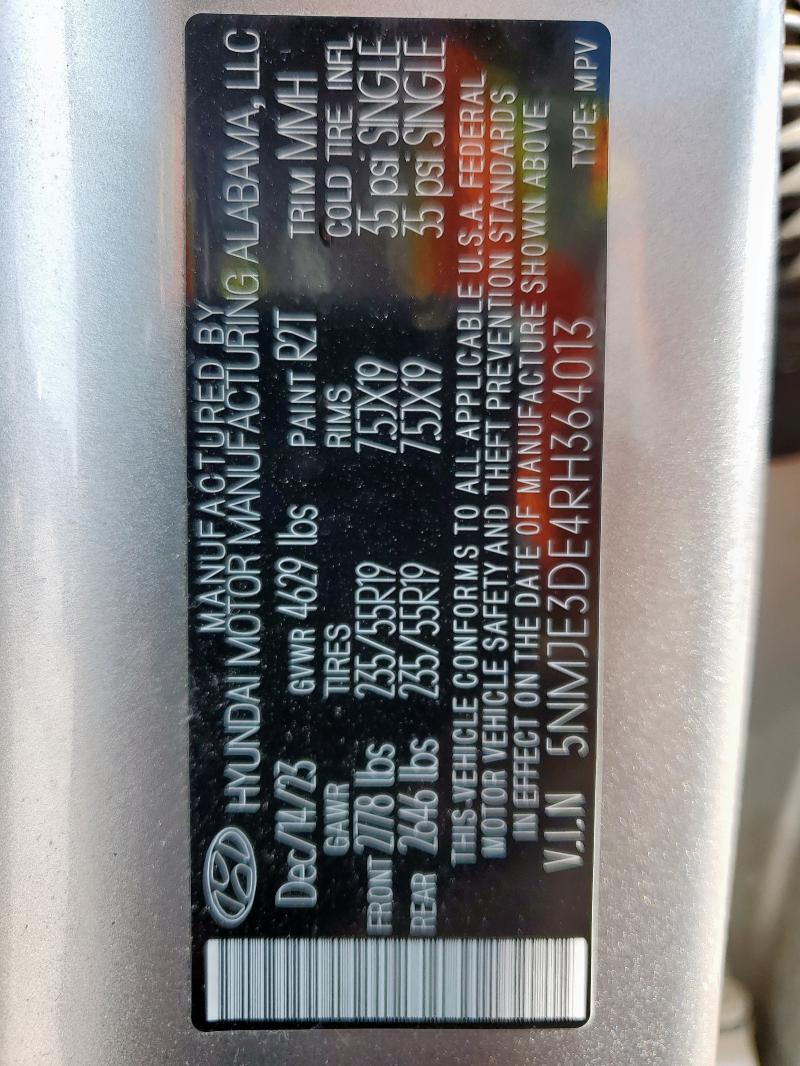 MANUFACTURED BY
HYUNDAI MOTOR MANUFACTURING ALABAMA, LLC
Dec/14/23 GVWR 4629 lbs PAINT R2T TRIM MMH
GAWR TIRES RIMS COLD TIRE INFL
FRONT 2778 lbs 235/55R19 7.5JX19 35 psi SINGLE
REAR 2646 lbs 235/55R19 7.5JX19 35 psi SINGLE
THIS VEHICLE CONFORMS TO ALL APPLICABLE U.S.A. FEDERAL
MOTOR VEHICLE SAFETY AND THEFT PREVENTION STANDARDS
IN EFFECT ON THE DATE OF MANUFACTURE SHOWN ABOVE
V.I.N 5NMJE3DE4RH364013 TYPE: MPV